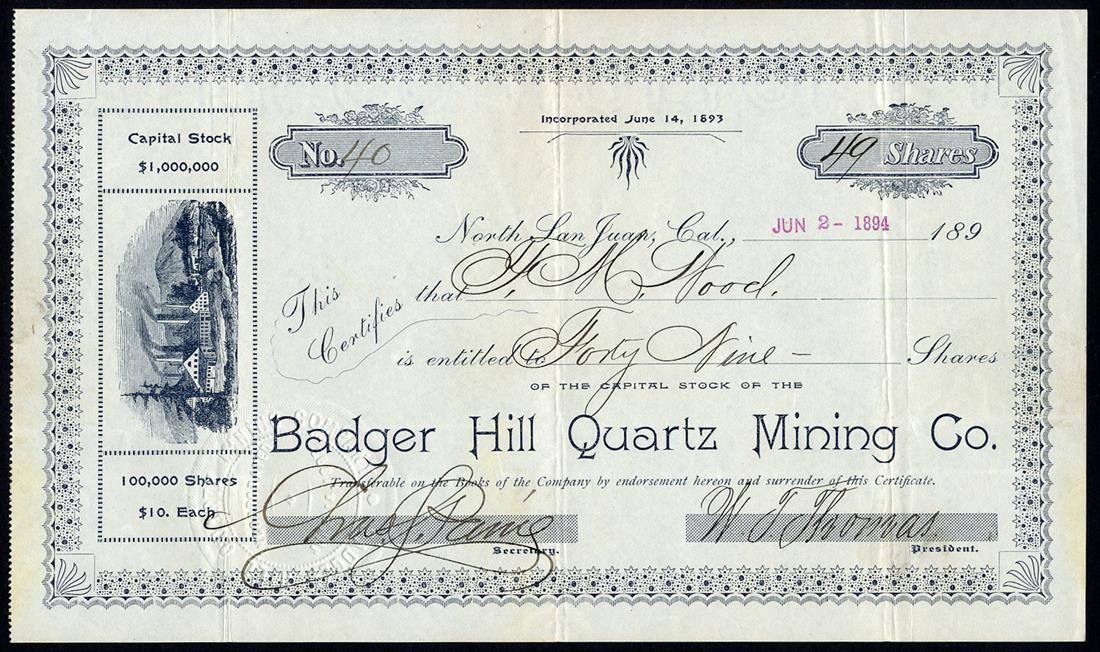 Incorporated June 14, 1893
Capital Stock
$1,000,000
No. 40
49 Shares
North San Juan, Cal., JUN 2 - 1894 189
This Certifies that F. M. Wood.
is entitled to Forty Nine — Shares
OF THE CAPITAL STOCK OF THE
Badger Hill Quartz Mining Co.
Transferable on the Books of the Company by endorsement hereon and surrender of this Certificate.
100,000 Shares
$10. Each
W T Thomas
Secretary.
President.